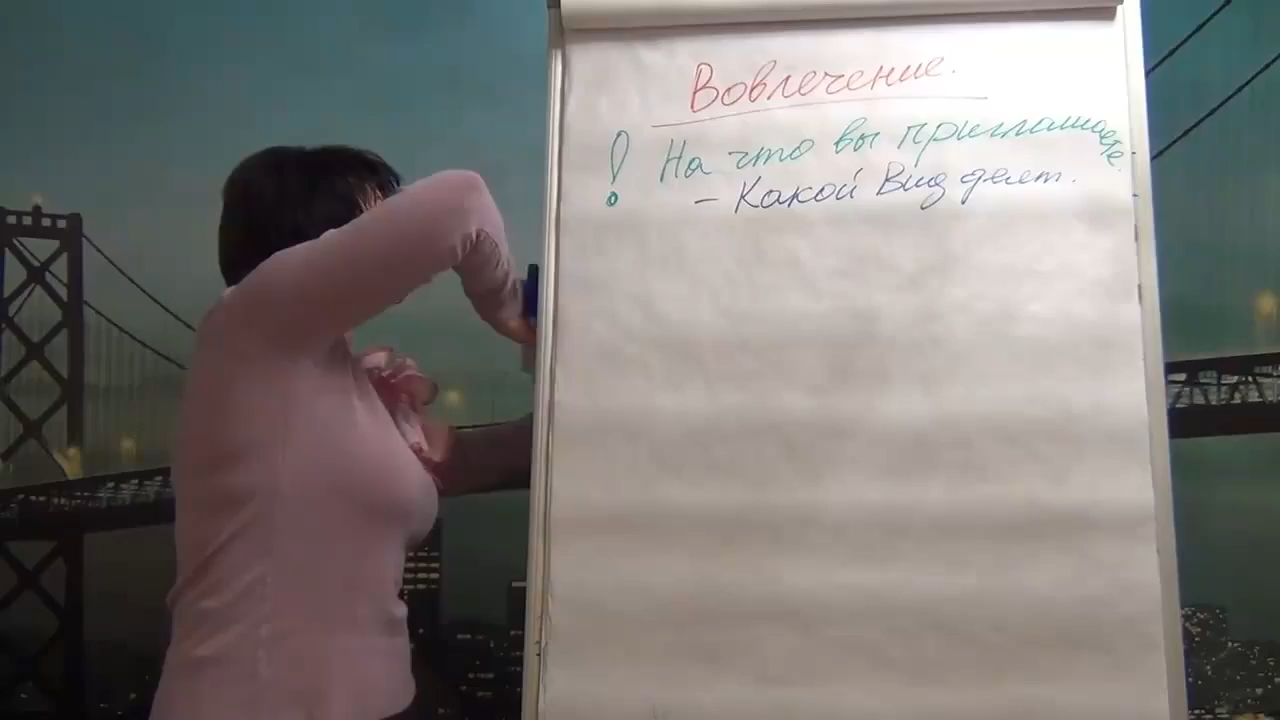 Вовлечение.
! На что вы приглашаете.
- Какой Вид деят.